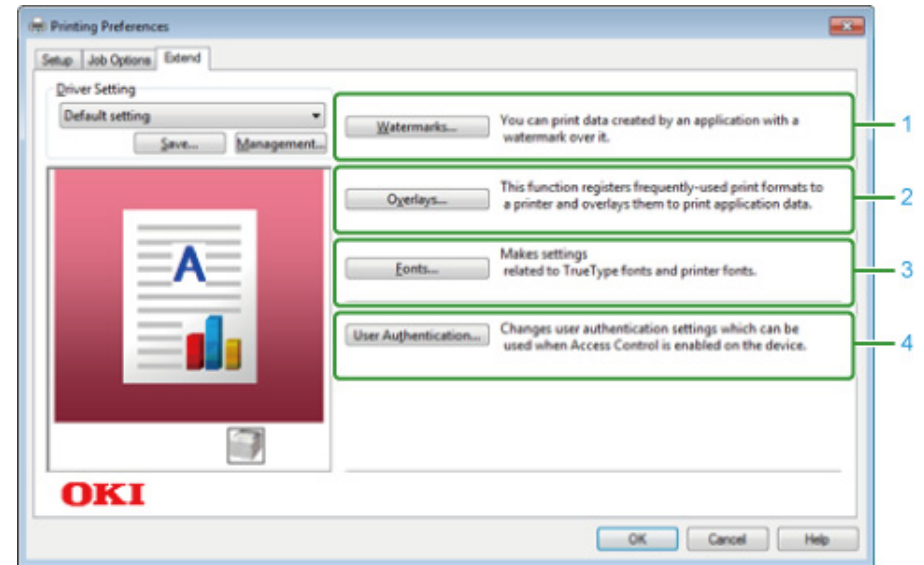 Printing Preferences
Setup Job Options Extend
Driver Setting
Default setting
Save... Management...
Watermarks... You can print data created by an application with a
watermark over it.
1
Overlays... This function registers frequently-used print formats to
a printer and overlays them to print application data.
2
Fonts... Makes settings
related to TrueType fonts and printer fonts.
3
User Authentication... Changes user authentication settings which can be
used when Access Control is enabled on the device.
4
A
OKI
OK Cancel Help